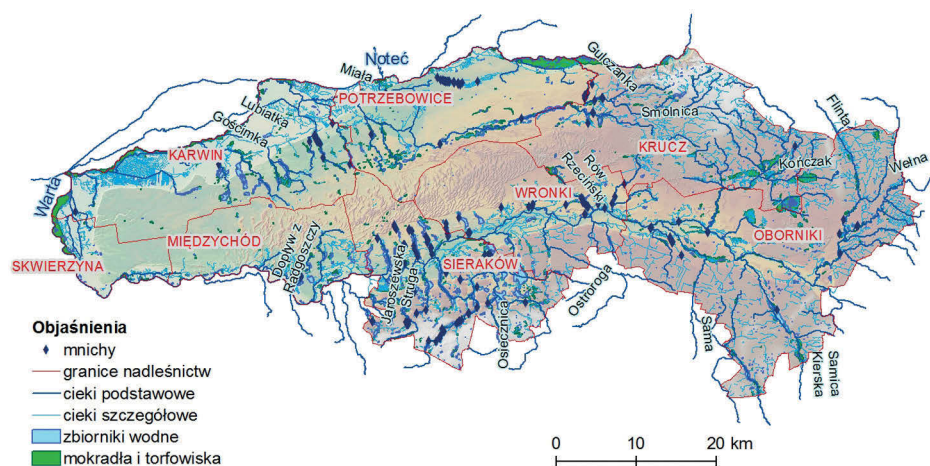 Noteć
Miała
Gulczanka
POTRZEBOWICE
Lubiatka
Gościmka
Smolnica
Flinta
KRUCZ
KARWIN
Kończak
Wełna
Warta
Rów
Rzeciński
WRONKI
OBORNIKI
MIĘDZYCHÓD
SKWIERZYNA
Dopływ z
Radgoszczy
Jaroszewska
Struga
SIERAKÓW
Ostroroga
Osiecznica
Sama
Samica
Kierska
Objaśnienia
mnichy
granice nadleśnictw
cieki podstawowe
cieki szczegółowe
zbiorniki wodne
mokradła i torfowiska
0 10 20 km